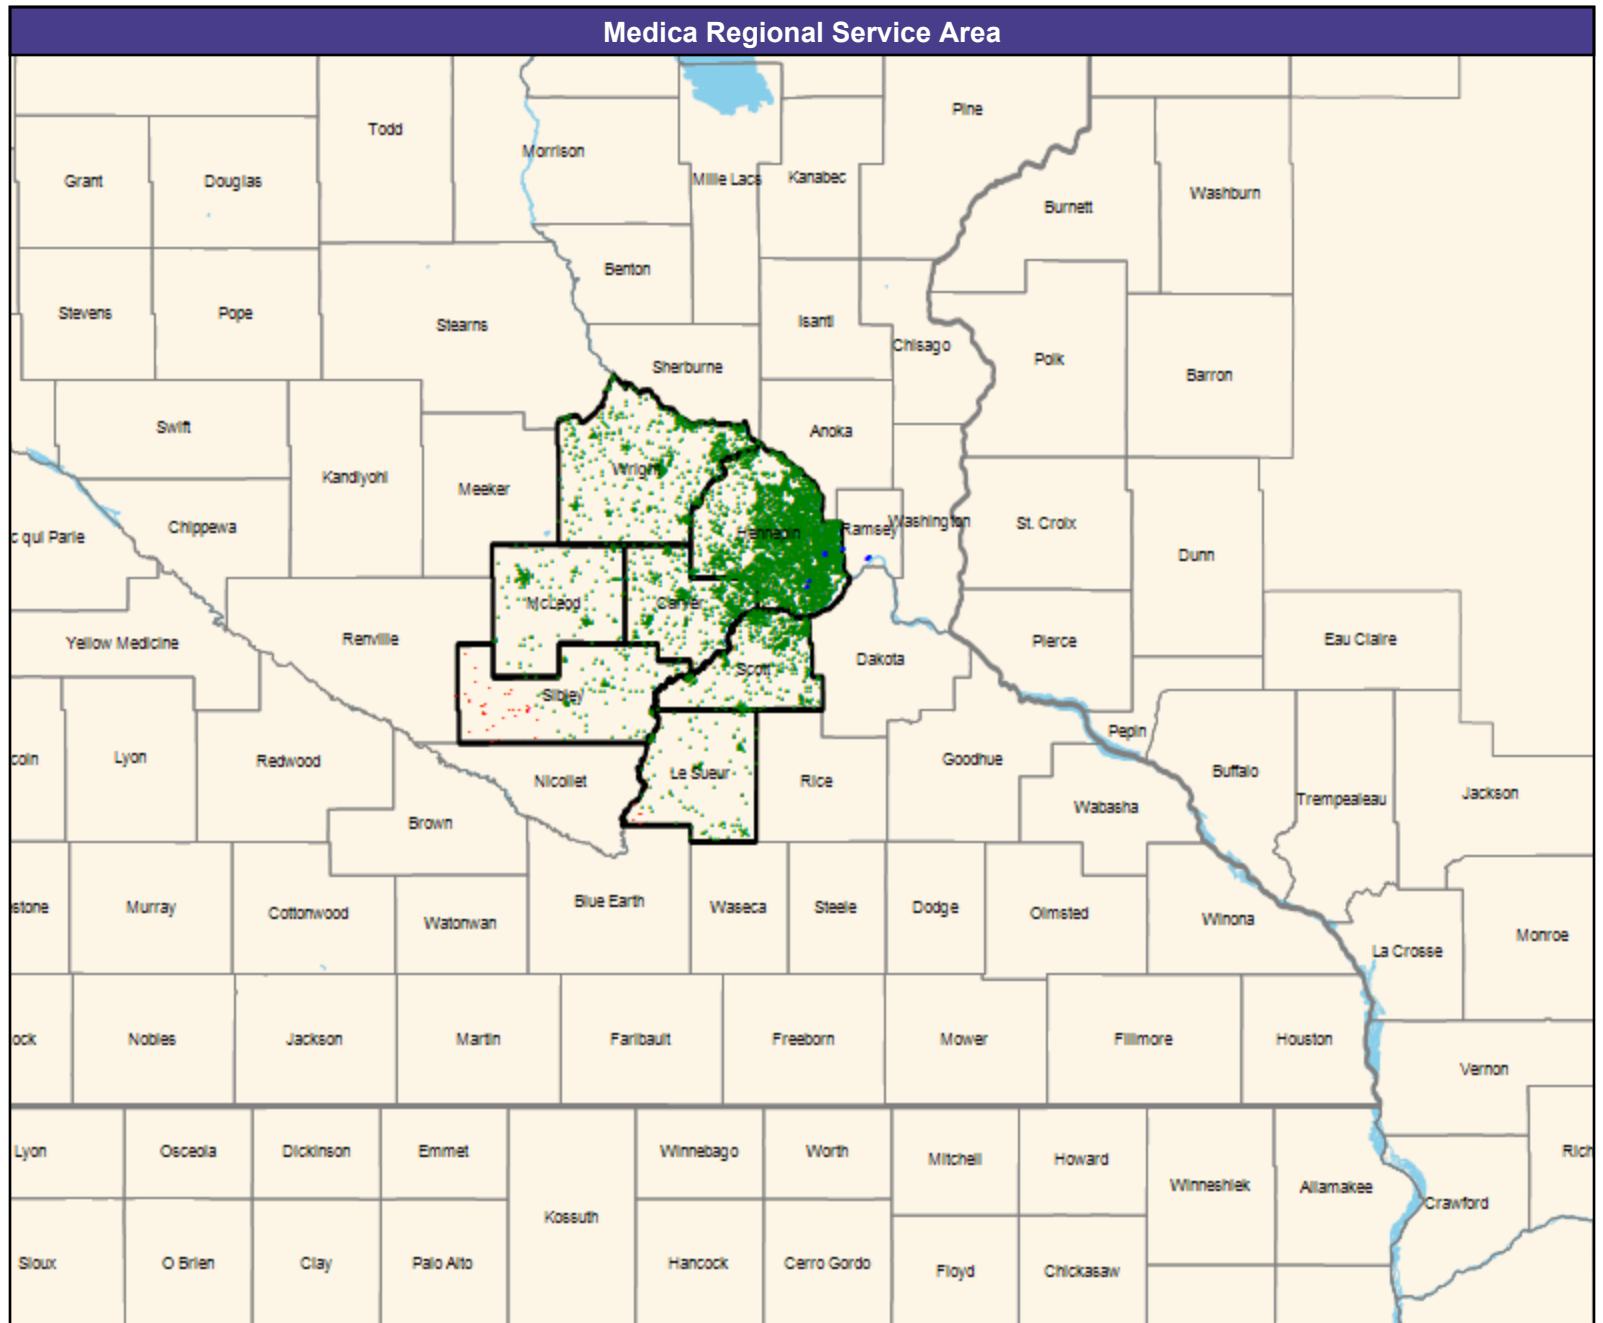 Medica Regional Service Area
Pine
Todd
Morrison
Mille Lacs
Kanabec
Grant
Douglas
Washburn
Burnett
Benton
Stevens
Pope
Isanti
Stearns
Chisago
Polk
Sherburne
Barron
Swift
Anoka
Wright
Kandiyohi
Meeker
Chippewa
Hennepin
Ramsey
Washington
St. Croix
c qui Parle
Dunn
McLeod
Carver
Yellow Medicine
Renville
Pierce
Eau Claire
Scott
Dakota
Sibley
Pepin
coln
Lyon
Redwood
Nicollet
Le Sueur
Rice
Goodhue
Buffalo
Trempealeau
Jackson
Wabasha
Brown
Blue Earth
stone
Murray
Cottonwood
Watonwan
Waseca
Steele
Dodge
Olmsted
Winona
Monroe
La Crosse
ock
Nobles
Jackson
Martin
Faribault
Freeborn
Mower
Fillmore
Houston
Vernon
Lyon
Osceola
Dickinson
Emmet
Winnebago
Worth
Mitchell
Howard
Rich
Winneshiek
Allamakee
Crawford
Kossuth
Sioux
O Brien
Clay
Palo Alto
Hancock
Cerro Gordo
Floyd
Chickasaw